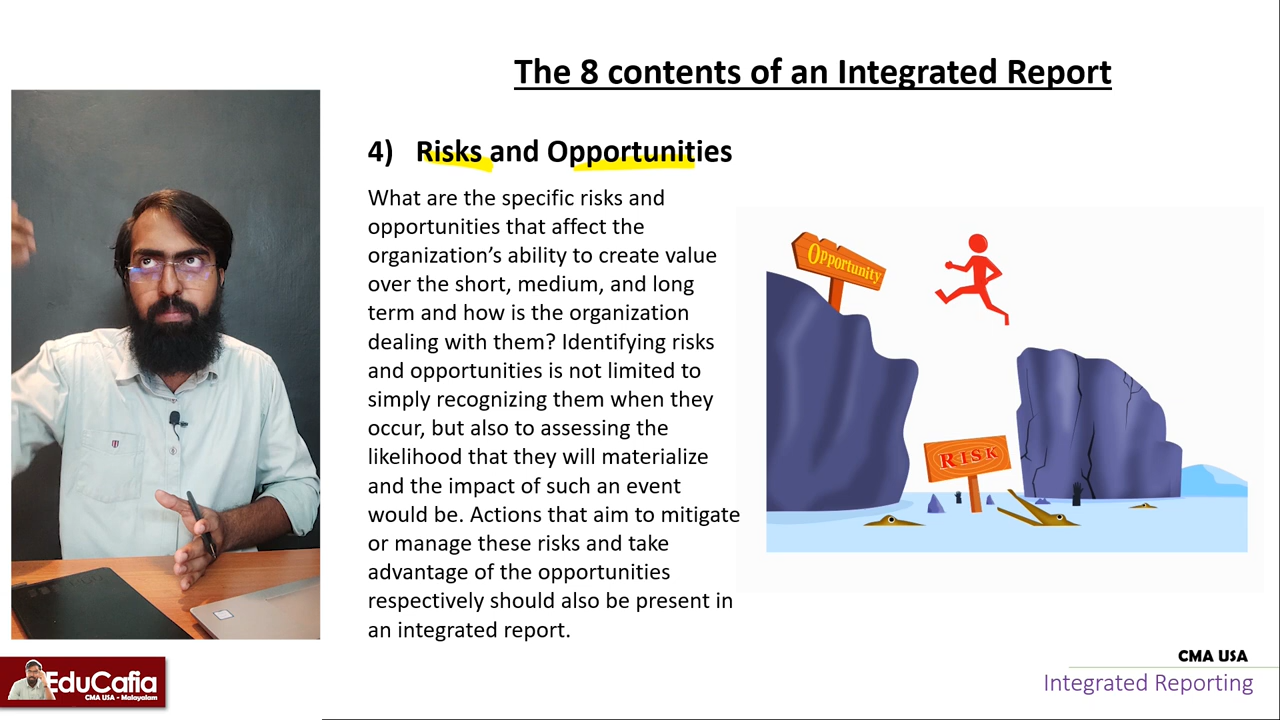 The 8 contents of an Integrated Report
4) Risks and Opportunities
What are the specific risks and
opportunities that affect the
organization’s ability to create value
over the short, medium, and long
term and how is the organization
dealing with them? Identifying risks
and opportunities is not limited to
simply recognizing them when they
occur, but also to assessing the
likelihood that they will materialize
and the impact of such an event
would be. Actions that aim to mitigate
or manage these risks and take
advantage of the opportunities
respectively should also be present in
an integrated report.
Opportunity
RISK
EduCafia
CMA USA - Malayalam
CMA USA
Integrated Reporting